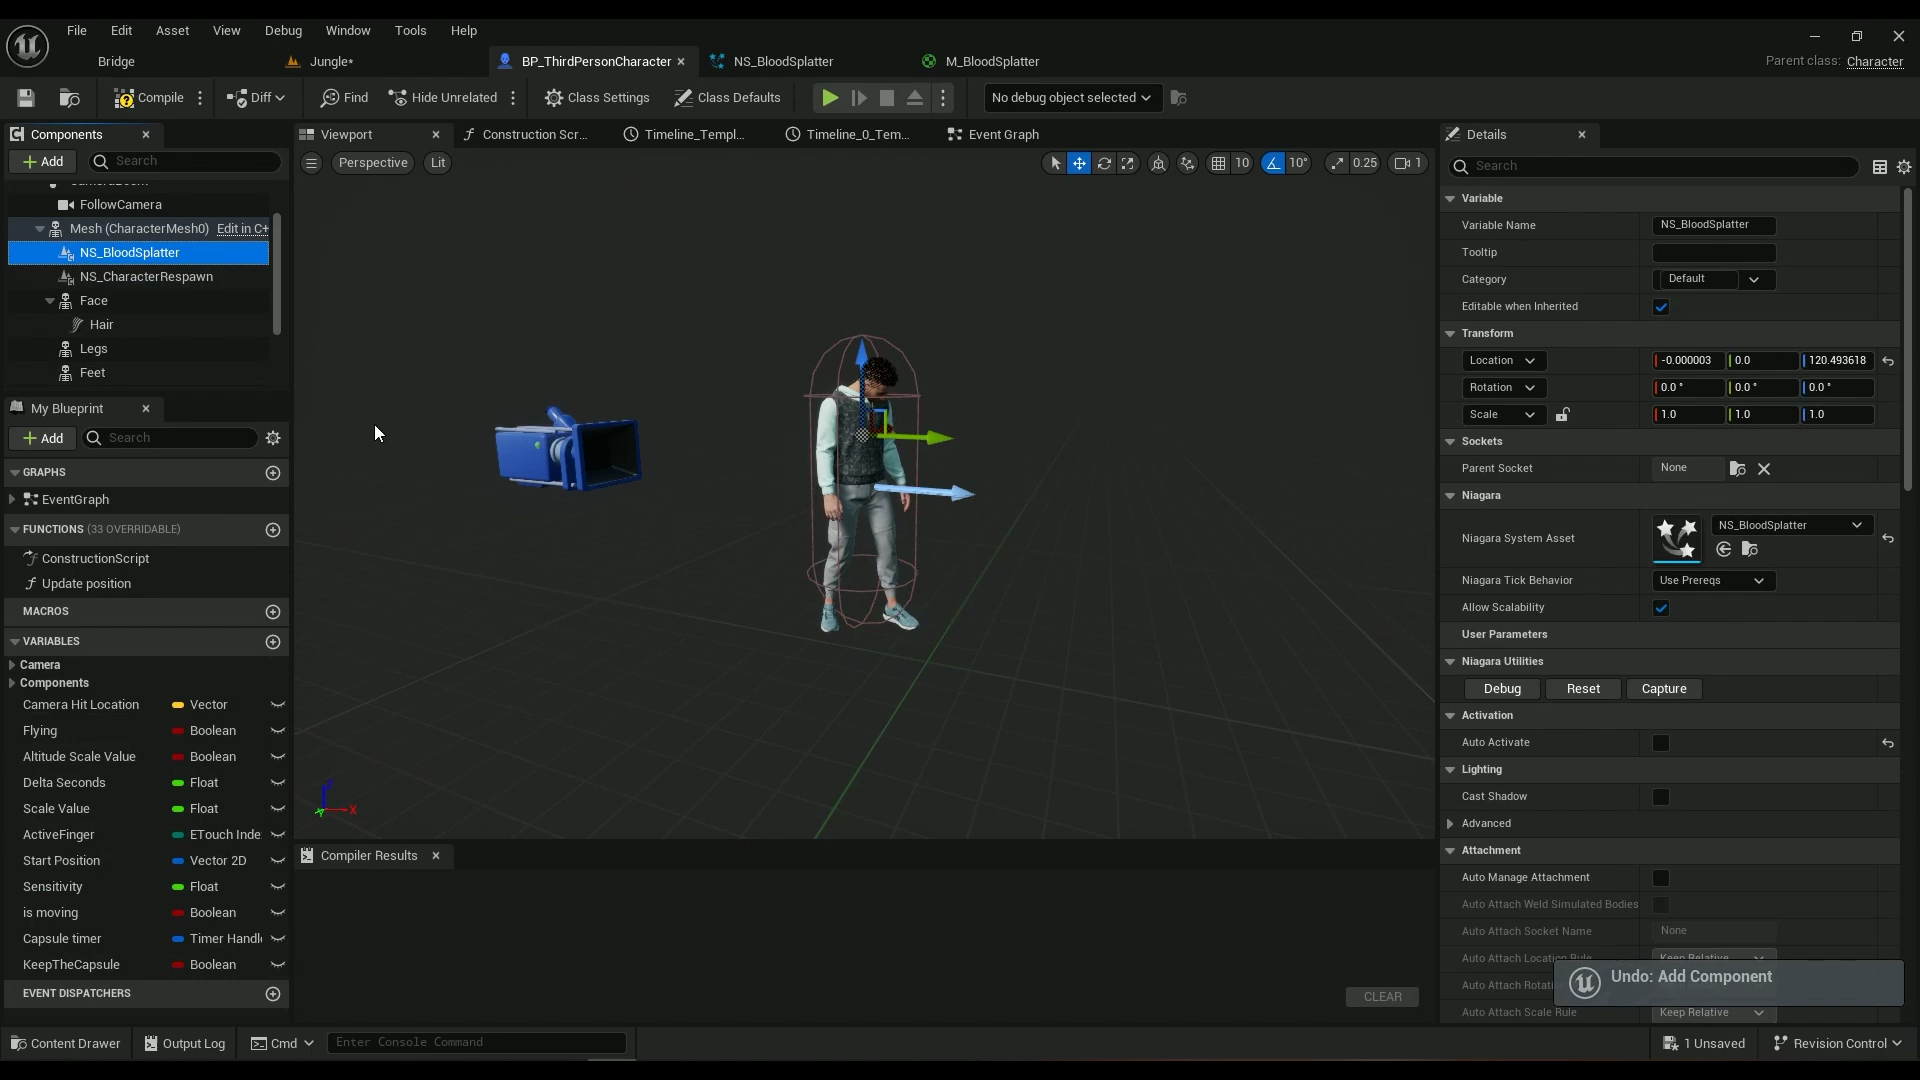 File
Edit
Asset
View
Debug
Window
Tools
Help
Bridge
Jungle*
BP_ThirdPersonCharacter
NS_BloodSplatter
M_BloodSplatter
Parent class: Character
Compile
Diff
Find
Hide Unrelated
Class Settings
Class Defaults
No debug object selected
Components
Add
Search
FollowCamera
Mesh (CharacterMesh0)
Edit in C+
NS_BloodSplatter
NS_CharacterRespawn
Face
Hair
Legs
Feet
My Blueprint
Add
Search
GRAPHS
EventGraph
FUNCTIONS (33 OVERRIDABLE)
ConstructionScript
Update position
MACROS
VARIABLES
Camera
Components
Camera Hit Location Vector
Flying Boolean
Altitude Scale Value Boolean
Delta Seconds Float
Scale Value Float
ActiveFinger ETouch Inde
Start Position Vector 2D
Sensitivity Float
is moving Boolean
Capsule timer Timer Handl
KeepTheCapsule Boolean
EVENT DISPATCHERS
Viewport
Construction Scr...
Timeline_Templ...
Timeline_0_Tem...
Event Graph
Perspective
Lit
10
10°
0.25
1
Z
X
Y
Compiler Results
CLEAR
Details
Search
Variable
Variable Name NS_BloodSplatter
Tooltip
Category Default
Editable when Inherited
Transform
Location -0.000003 0.0 120.493618
Rotation 0.0 ° 0.0 ° 0.0 °
Scale 1.0 1.0 1.0
Sockets
Parent Socket None
Niagara
Niagara System Asset NS_BloodSplatter
Niagara Tick Behavior Use Prereqs
Allow Scalability
User Parameters
Niagara Utilities
Debug Reset Capture
Activation
Auto Activate
Lighting
Cast Shadow
Advanced
Attachment
Auto Manage Attachment
Auto Attach Weld Simulated Bodies
Auto Attach Socket Name None
Auto Attach Location Rule Keep Relative
Auto Attach Rotati
Auto Attach Scale Rule Keep Relative
Undo: Add Component
Content Drawer
Output Log
Cmd
Enter Console Command
1 Unsaved
Revision Control